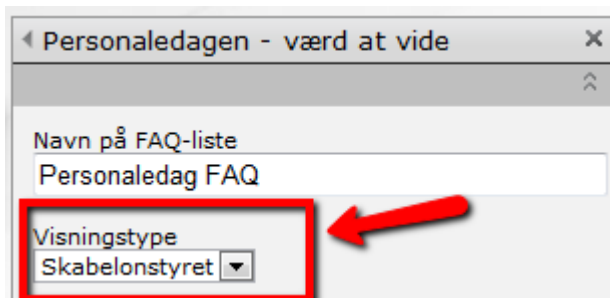 Personaledagen - værd at vide
Navn på FAQ-liste
Personaledag FAQ
Visningstype
Skabelonstyret